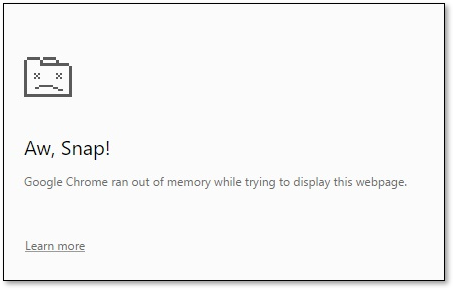 Aw, Snap!
Google Chrome ran out of memory while trying to display this webpage.
Learn more